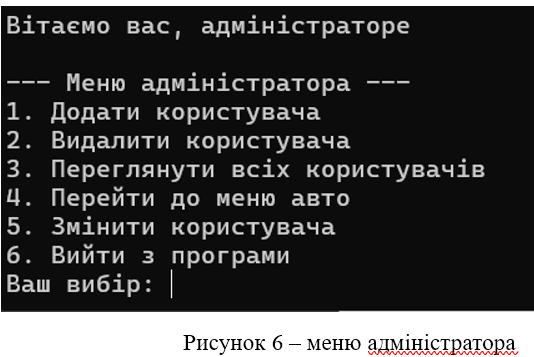 Вітаємо вас, адміністраторе
––– Меню адміністратора –––
1. Додати користувача
2. Видалити користувача
3. Переглянути всіх користувачів
4. Перейти до меню авто
5. Змінити користувача
6. Вийти з програми
Ваш вибір:
Рисунок 6 – меню адміністратора